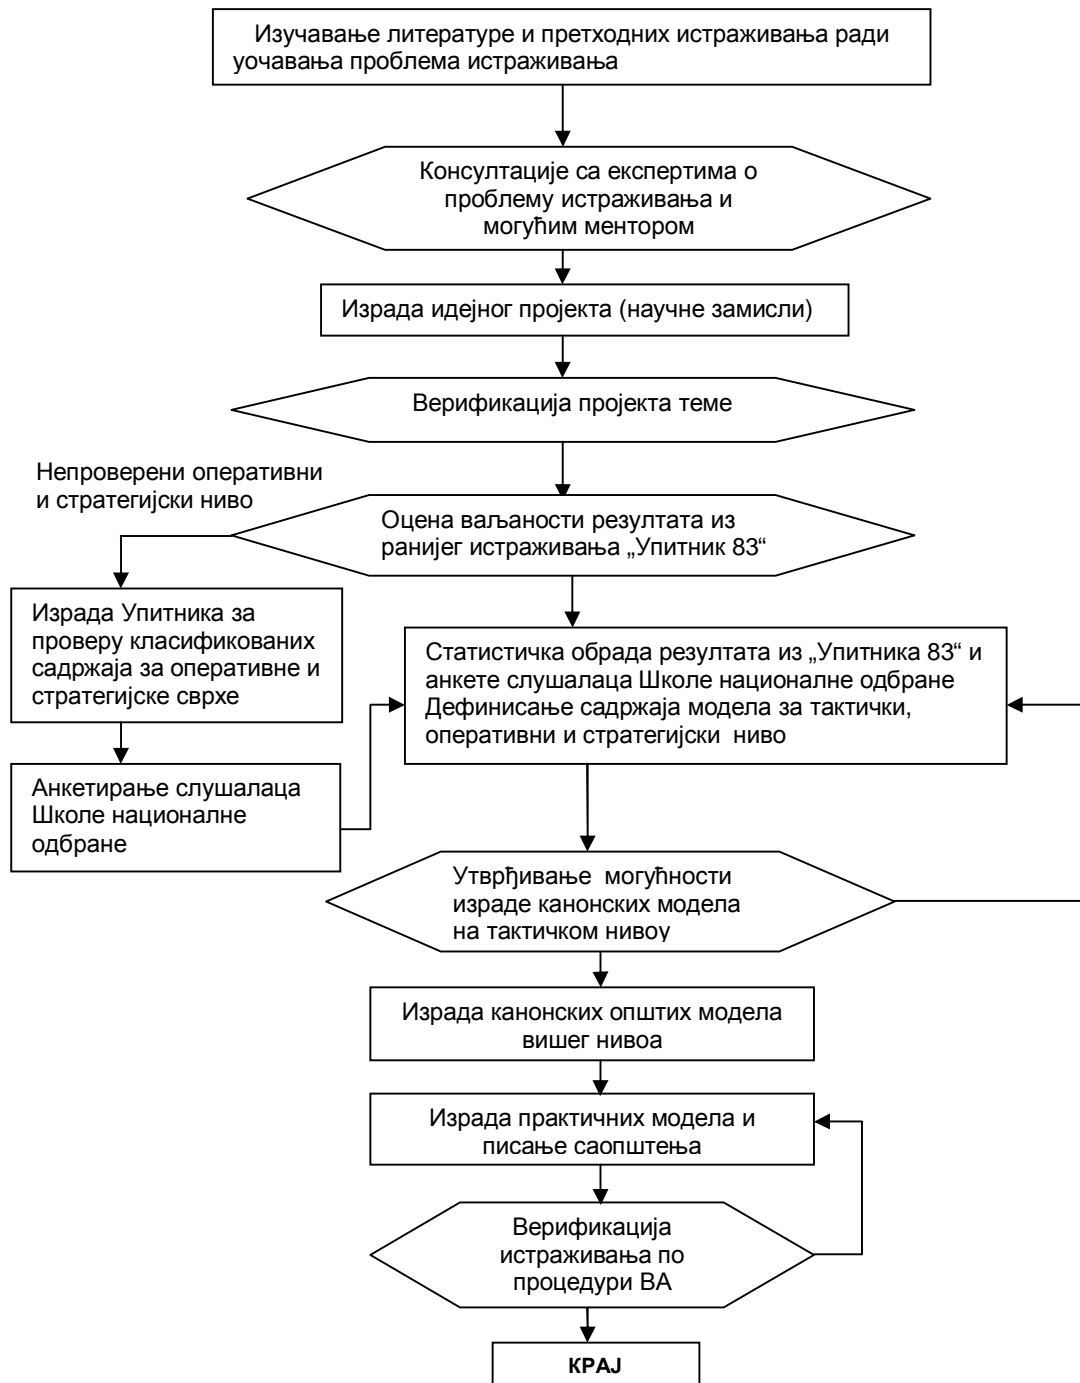 Изучавање литературе и претходних истраживања ради
уочавања проблема истраживања
Консултације са експертима о
проблему истраживања и
могућим ментором
Израда идејног пројекта (научне замисли)
Верификација пројекта теме
Непроверени оперативни
и стратегијски ниво
Оцена ваљаности резултата из
ранијег истраживања „Упитник 83“
Израда Упитника за
проверу класификованих
садржаја за оперативне и
стратегијске сврхе
Статистичка обрада резултата из „Упитника 83“ и
анкете слушалаца Школе националне одбране
Дефинисање садржаја модела за тактички,
оперативни и стратегијски ниво
Анкетирање слушалаца
Школе националне
одбране
Утврђивање могућности
израде канонских модела
на тактичком нивоу
Израда канонских општих модела
вишег нивоа
Израда практичних модела и
писање саопштења
Верификација
истраживања по
процедури ВА
КРАЈ